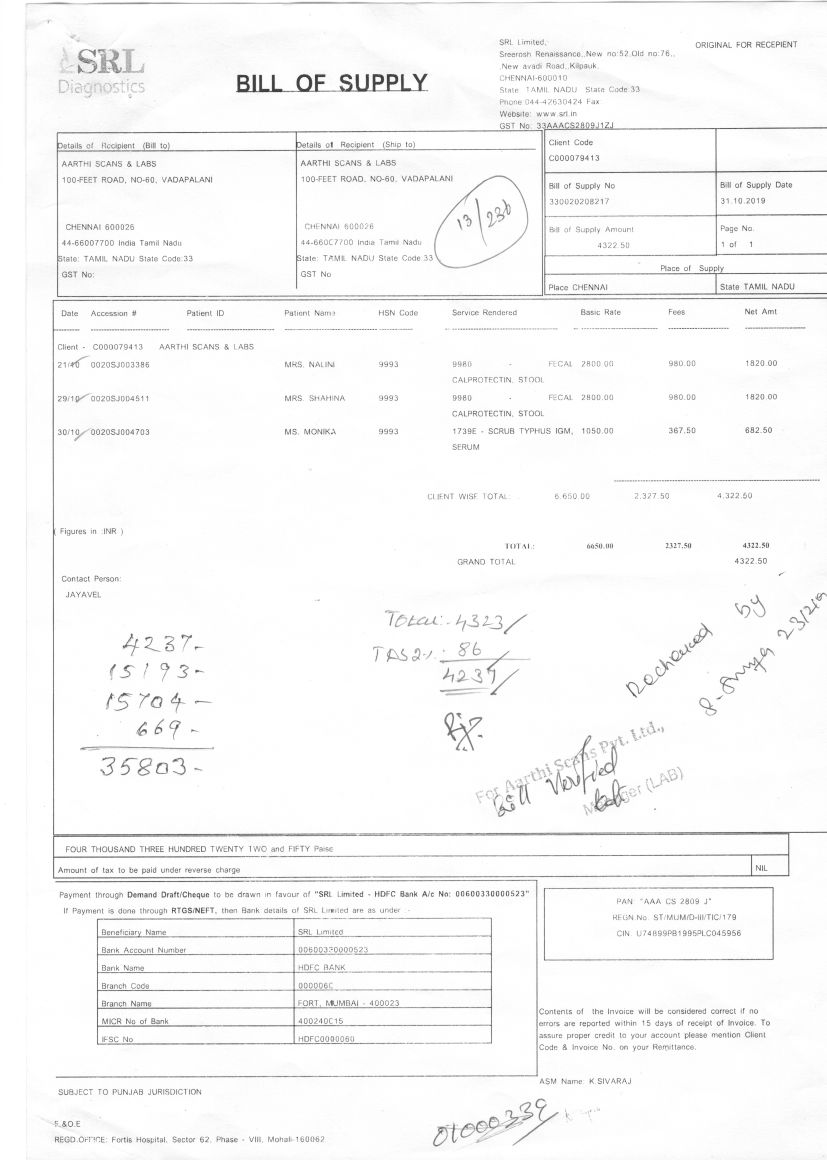 SRL
Diagnostics
BILL OF SUPPLY
SRL Limited,
Sreerosh Renaissance,,New no:52,Old no:76,,
,New avadi Road,,Kilpauk,
CHENNAI-600010
State TAMIL NADU State Code:33
Phone 044-42630424 Fax
Website: www.srl.in
GST No: 33AAACS2809J1ZJ
ORIGINAL FOR RECEPIENT
Details of Recipient (Bill to)
AARTHI SCANS & LABS
100-FEET ROAD, NO-60, VADAPALANI
CHENNAI 600026
44-66007700 India Tamil Nadu
State: TAMIL NADU State Code:33
GST No:
Details of Recipient (Ship to)
AARTHI SCANS & LABS
100-FEET ROAD, NO-60, VADAPALANI
CHENNAI 600026
44-66007700 India Tamil Nadu
State: TAMIL NADU State Code:33
GST No
13/236
Client Code
C000079413
Bill of Supply No
330020208217
Bill of Supply Date
31.10.2019
Bill of Supply Amount
4322.50
Page No.
1 of 1
Place of Supply
Place CHENNAI State TAMIL NADU
Date Accession # Patient ID Patient Name HSN Code Service Rendered Basic Rate Fees Net Amt
Client - C000079413 AARTHI SCANS & LABS
21/10 0020SJ003386 MRS. NALINI 9993 9980 - FECAL 2800.00 980.00 1820.00
CALPROTECTIN, STOOL
29/10 0020SJ004511 MRS. SHAHINA 9993 9980 - FECAL 2800.00 980.00 1820.00
CALPROTECTIN, STOOL
30/10 0020SJ004703 MS. MONIKA 9993 1739E - SCRUB TYPHUS IGM, 1050.00 367.50 682.50
SERUM
CLIENT WISE TOTAL: 6,650.00 2,327.50 4,322.50
( Figures in :INR )
TOTAL: 6650.00 2327.50 4322.50
GRAND TOTAL 4322.50
Contact Person:
JAYAVEL
4237-
15193-
15704-
669-
35803-
Total:- 4323/
TAS 2%: 86
4237
Rechecked by
23/12/19
For Aarthi Scans Pvt. Ltd.,
Bill Verified
Manager (LAB)
FOUR THOUSAND THREE HUNDRED TWENTY TWO and FIFTY Paise
Amount of tax to be paid under reverse charge NIL
Payment through Demand Draft/Cheque to be drawn in favour of "SRL Limited - HDFC Bank A/c No: 00600330000523"
If Payment is done through RTGS/NEFT, then Bank details of SRL Limited are as under :-
Beneficiary Name SRL Limited
Bank Account Number 00600330000523
Bank Name HDFC BANK
Branch Code 000006C
Branch Name FORT, MUMBAI - 400023
MICR No of Bank 400240C15
IFSC No HDFC0000060
PAN "AAA CS 2809 J"
REGN.No. ST/MUM/D-III/TIC/179
CIN. U74899PB1995PLC045956
Contents of the Invoice will be considered correct if no
errors are reported within 15 days of receipt of Invoice. To
assure proper credit to your account please mention Client
Code & Invoice No. on your Remittance.
ASM Name: K.SIVARAJ
SUBJECT TO PUNJAB JURISDICTION
E.&O.E
REGD.OFFICE: Fortis Hospital, Sector 62, Phase - VIII, Mohali-160062
01000339